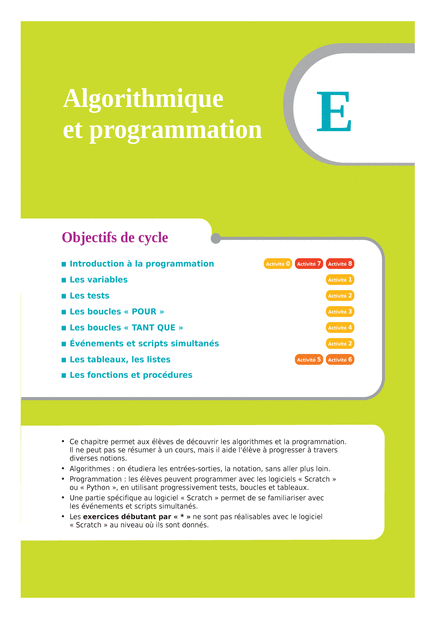 Algorithmique
et programmation
E
Objectifs de cycle
■ Introduction à la programmation Activité 0 Activité 7 Activité 8
■ Les variables Activité 1
■ Les tests Activité 2
■ Les boucles « POUR » Activité 3
■ Les boucles « TANT QUE » Activité 4
■ Événements et scripts simultanés Activité 2
■ Les tableaux, les listes Activité 5 Activité 6
■ Les fonctions et procédures
• Ce chapitre permet aux élèves de découvrir les algorithmes et la programmation.
Il ne peut pas se résumer à un cours, mais il aide l'élève à progresser à travers
diverses notions.
• Algorithmes : on étudiera les entrées-sorties, la notation, sans aller plus loin.
• Programmation : les élèves peuvent programmer avec les logiciels « Scratch »
ou « Python », en utilisant progressivement tests, boucles et tableaux.
• Une partie spécifique au logiciel « Scratch » permet de se familiariser avec
les événements et scripts simultanés.
• Les exercices débutant par « * » ne sont pas réalisables avec le logiciel
« Scratch » au niveau où ils sont donnés.